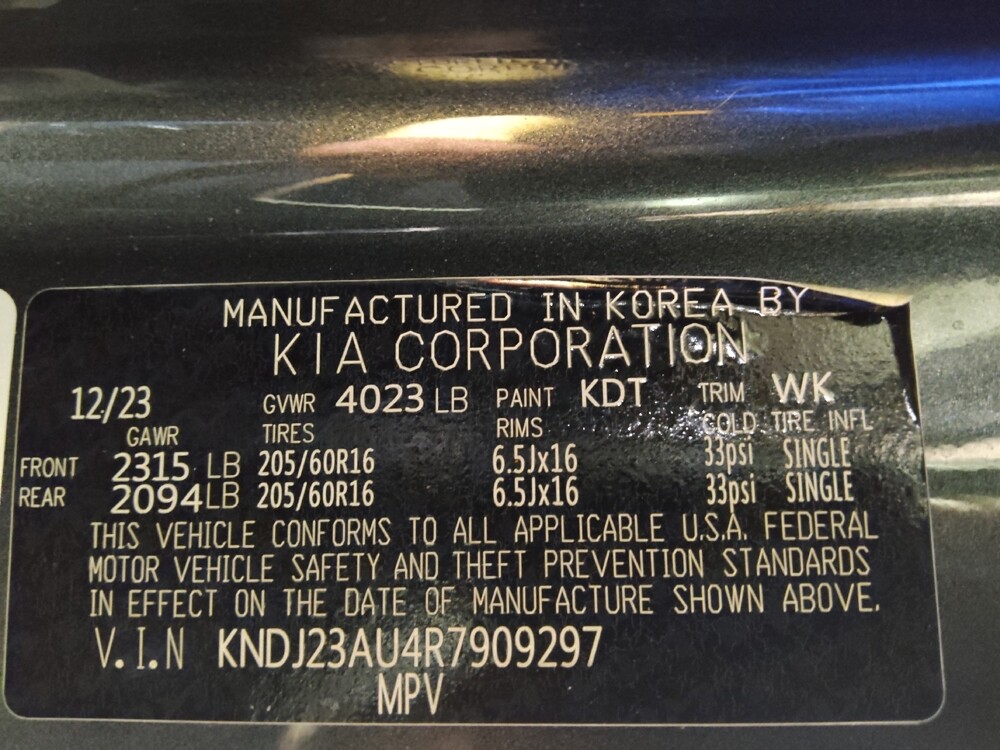 MANUFACTURED IN KOREA BY
KIA CORPORATION
12/23 GVWR 4023 LB PAINT KDT TRIM WK
GAWR TIRES RIMS COLD TIRE INFL
FRONT 2315 LB 205/60R16 6.5Jx16 33psi SINGLE
REAR 2094 LB 205/60R16 6.5Jx16 33psi SINGLE
THIS VEHICLE CONFORMS TO ALL APPLICABLE U.S.A. FEDERAL
MOTOR VEHICLE SAFETY AND THEFT PREVENTION STANDARDS
IN EFFECT ON THE DATE OF MANUFACTURE SHOWN ABOVE.
V.I.N KNDJ23AU4R7909297
MPV